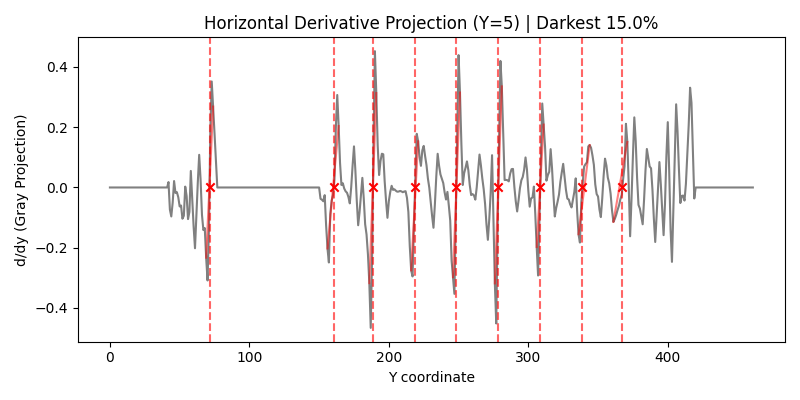 Horizontal Derivative Projection (Y=5) | Darkest 15.0%
0.4
0.2
0.0
−0.2
−0.4
d/dy (Gray Projection)
0 100 200 300 400
Y coordinate